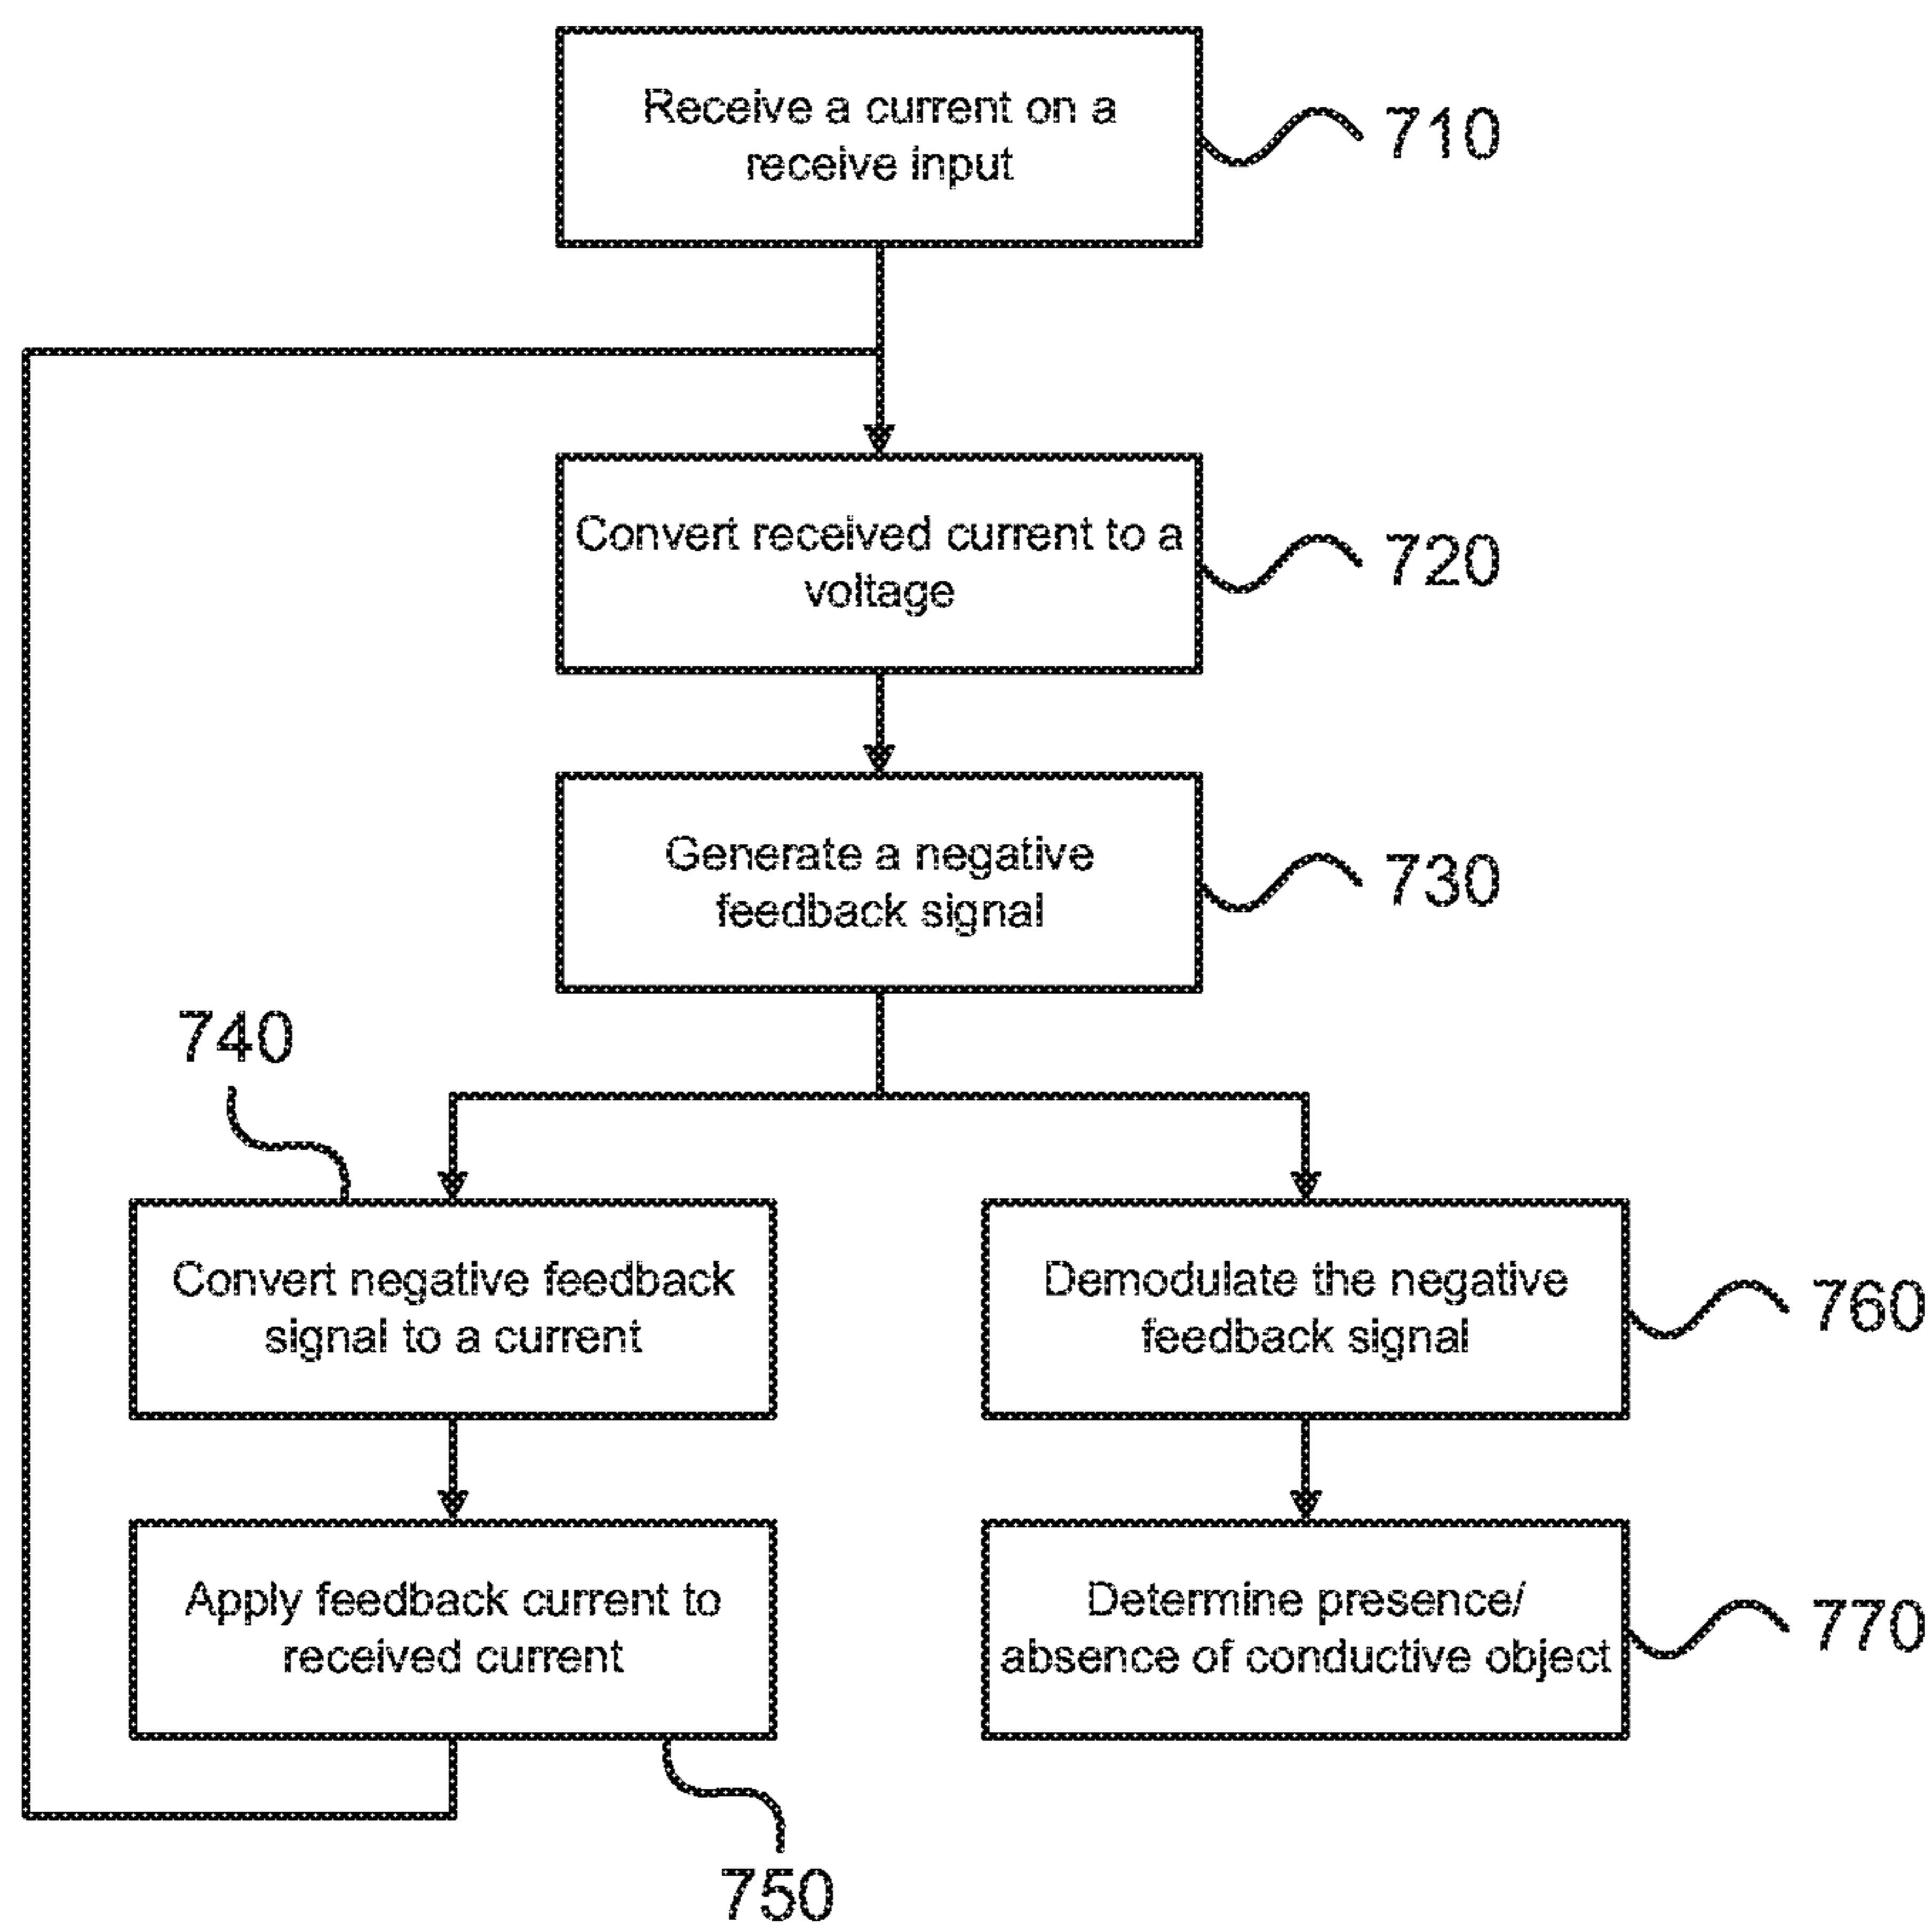 Receive a current on a
receive input
710
Convert received current to a
voltage
720
Generate a negative
feedback signal
730
740
Convert negative feedback
signal to a current
Demodulate the negative
feedback signal
760
Apply feedback current to
received current
750
Determine presence/
absence of conductive object
770